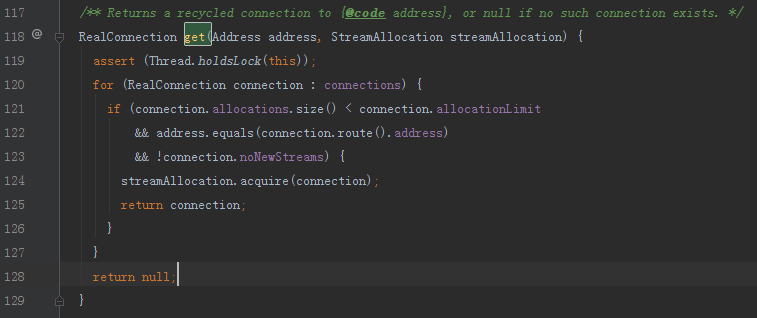 117 /** Returns a recycled connection to {@code address}, or null if no such connection exists. */
118 @ RealConnection get(Address address, StreamAllocation streamAllocation) {
119 assert (Thread.holdsLock(this));
120 for (RealConnection connection : connections) {
121 if (connection.allocations.size() < connection.allocationLimit
122 && address.equals(connection.route().address)
123 && !connection.noNewStreams) {
124 streamAllocation.acquire(connection);
125 return connection;
126 }
127 }
128 return null;
129 }